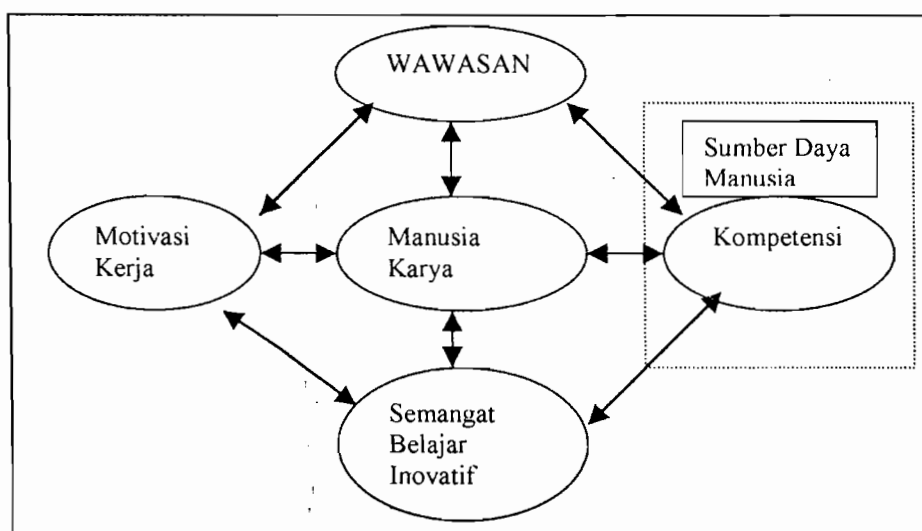 WAWASAN
Sumber Daya
Manusia
Motivasi
Kerja
Manusia
Karya
Kompetensi
Semangat
Belajar
Inovatif